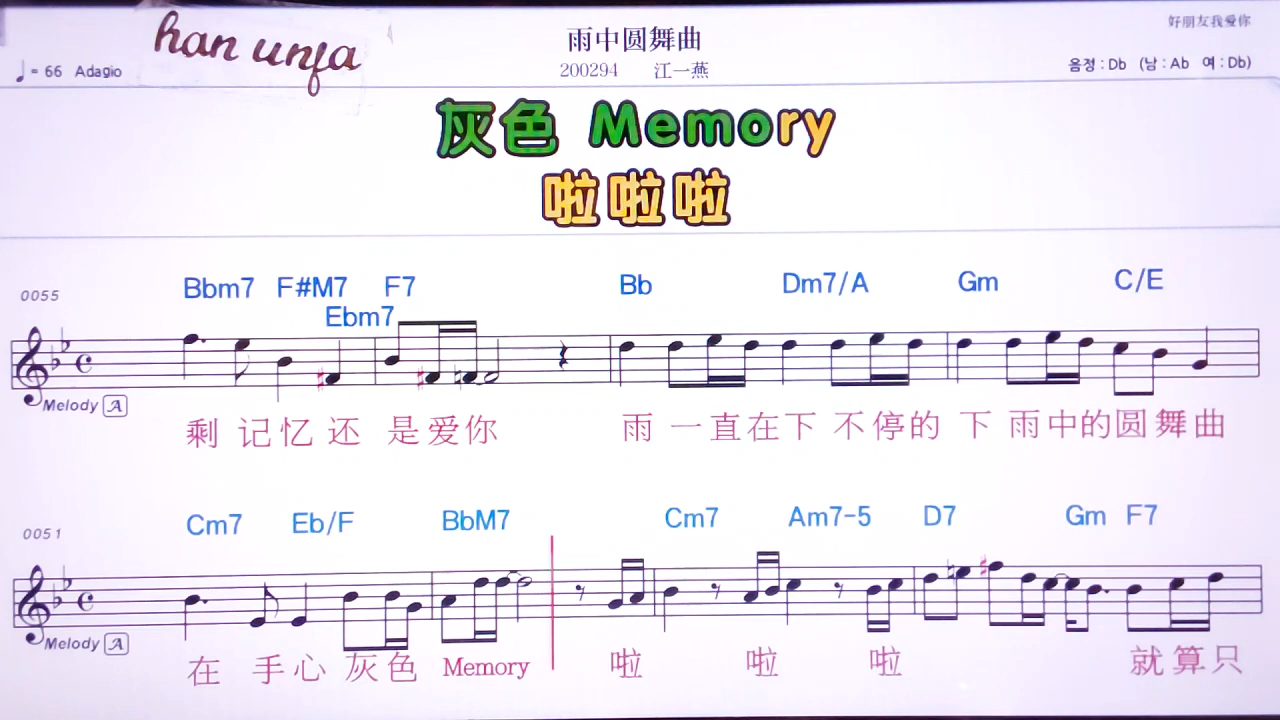 han unfa
雨中圆舞曲
好朋友我爱你
♩= 66 Adagio
200294 江一燕
음정 : Db (남 : Ab 여 : Db)
灰色 Memory
啦啦啦
0055
Bbm7 F#M7 Ebm7 F7 Bb Dm7/A Gm C/E
Melody A
剩 记忆 还 是爱你 雨 一直在下 不停的 下 雨中的圆舞曲
0051
Cm7 Eb/F BbM7 Cm7 Am7-5 D7 Gm F7
Melody A
在 手心 灰色 Memory 啦 啦 啦 就算只